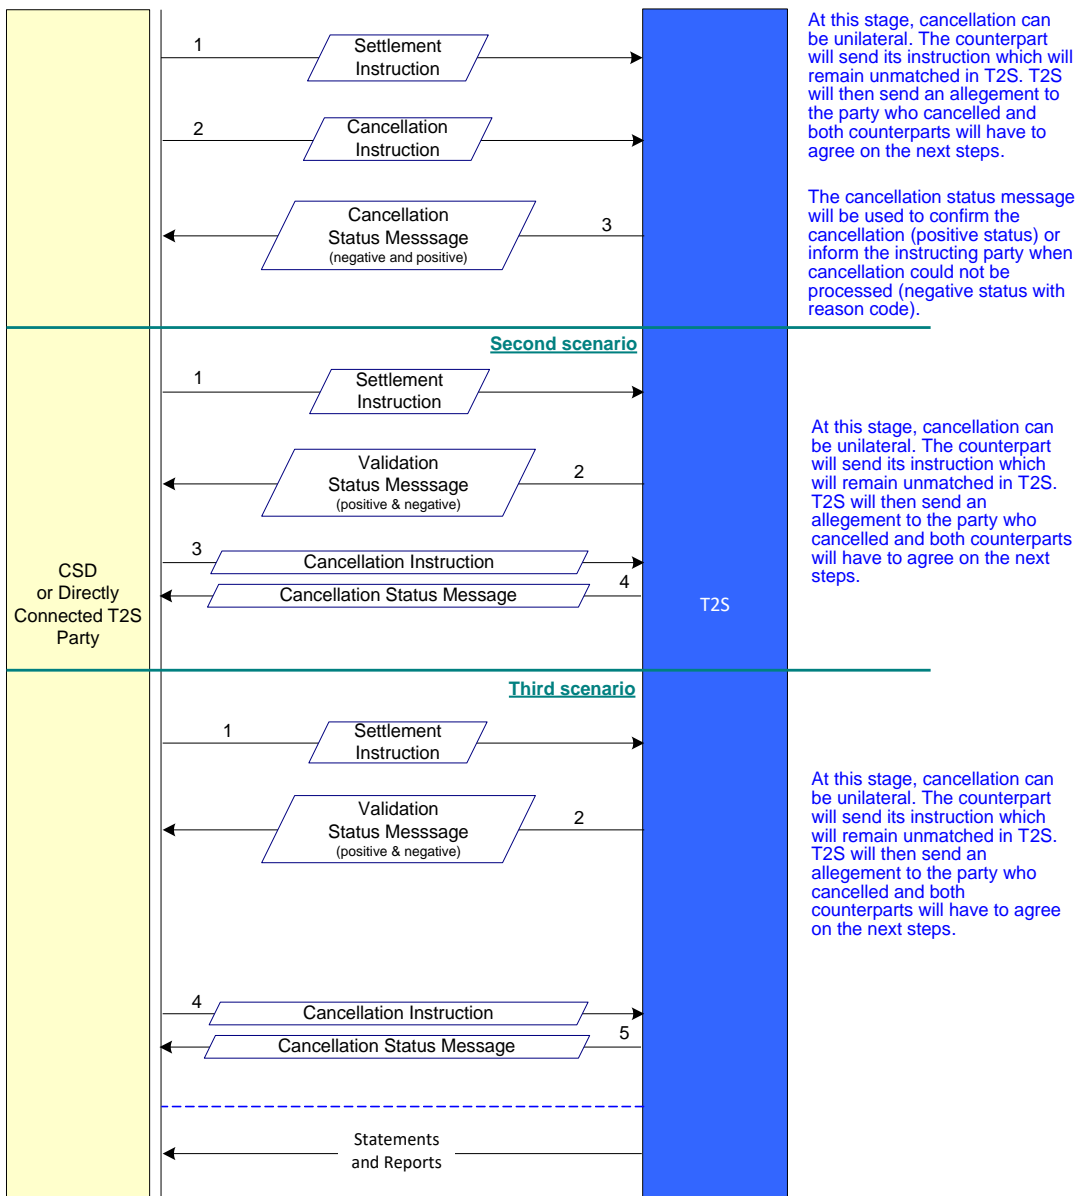 At this stage, cancellation can
be unilateral. The counterpart
will send its instruction which will
remain unmatched in T2S. T2S
will then send an allegement to
the party who cancelled and
both counterparts will have to
agree on the next steps.
1
Settlement
Instruction
2
Cancellation
Instruction
The cancellation status message
will be used to confirm the
cancellation (positive status) or
inform the instructing party when
cancellation could not be
processed (negative status with
reason code).
Cancellation
Status Messsage
(negative and positive)
3
Second scenario
1
Settlement
Instruction
Validation
Status Messsage
(positive & negative)
2
At this stage, cancellation can
be unilateral. The counterpart
will send its instruction which
will remain unmatched in T2S.
T2S will then send an
allegement to the party who
cancelled and both counterparts
will have to agree on the next
steps.
3
Cancellation Instruction
Cancellation Status Message
4
CSD
or Directly
Connected T2S
Party
T2S
Third scenario
1
Settlement
Instruction
Validation
Status Messsage
(positive & negative)
2
At this stage, cancellation can
be unilateral. The counterpart
will send its instruction which
will remain unmatched in T2S.
T2S will then send an
allegement to the party who
cancelled and both
counterparts will have to agree
on the next steps.
4
Cancellation Instruction
Cancellation Status Message
5
Statements
and Reports